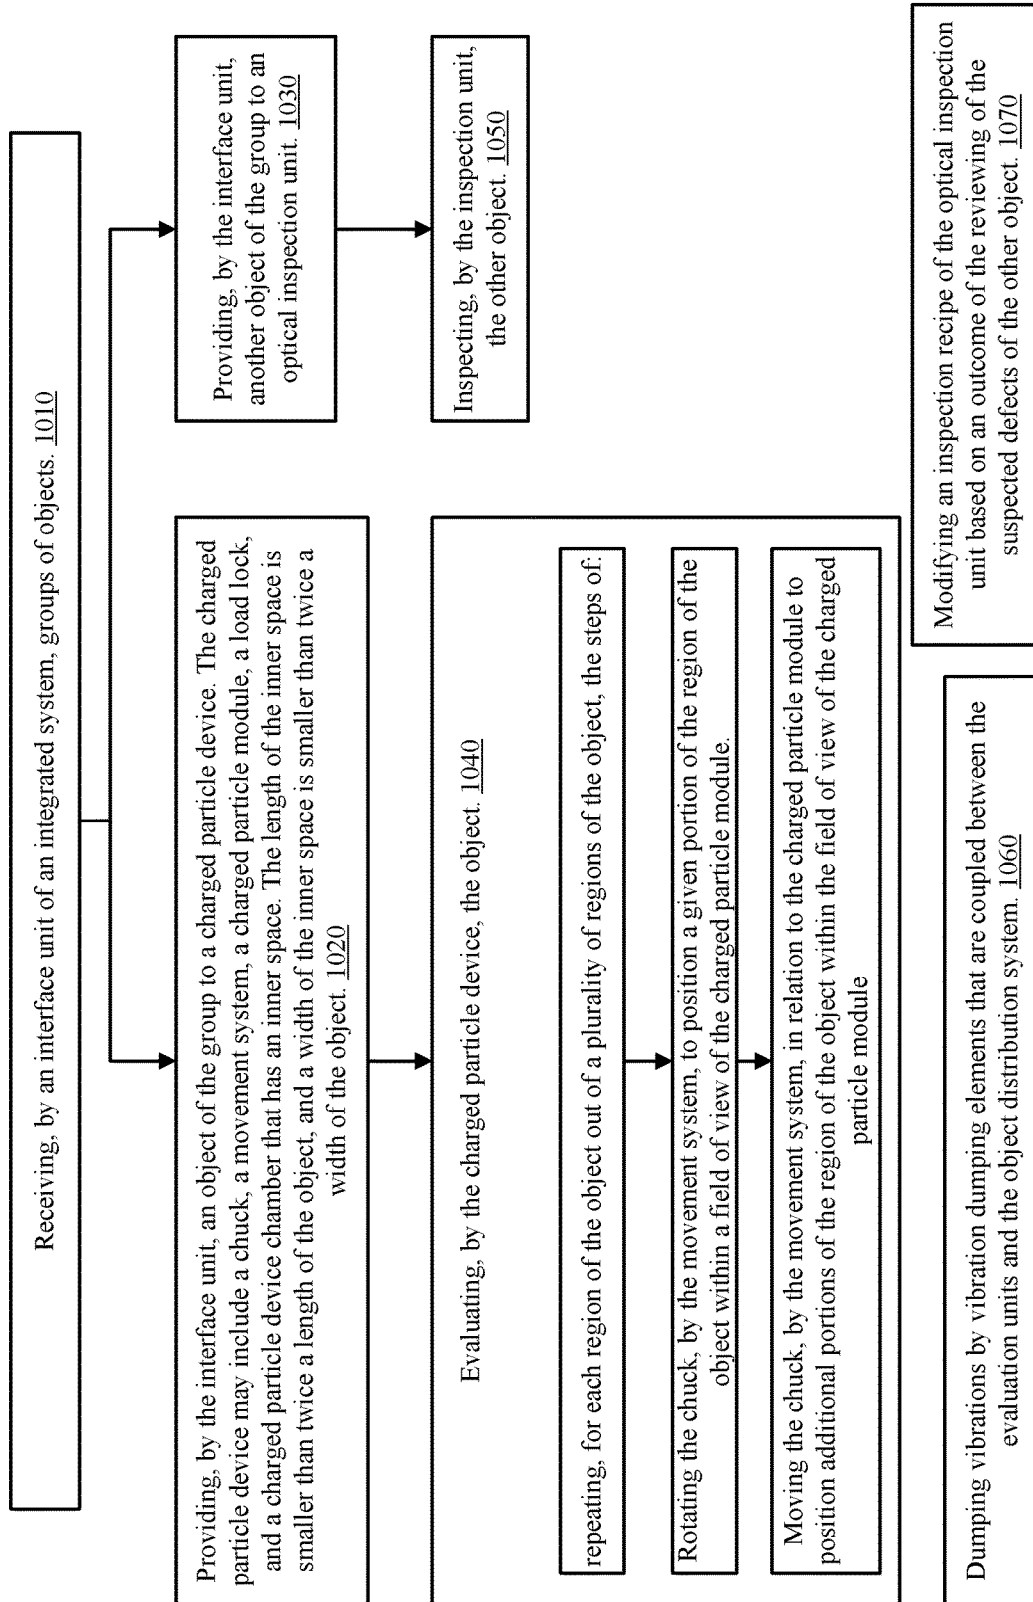 Receiving, by an interface unit of an integrated system, groups of objects. 1010
Providing, by the interface unit, an object of the group to a charged particle device. The charged
particle device may include a chuck, a movement system, a charged particle module, a load lock,
and a charged particle device chamber that has an inner space. The length of the inner space is
smaller than twice a length of the object, and a width of the inner space is smaller than twice a
width of the object. 1020
Providing, by the interface unit,
another object of the group to an
optical inspection unit. 1030
Evaluating, by the charged particle device, the object. 1040
repeating, for each region of the object out of a plurality of regions of the object, the steps of:
Rotating the chuck, by the movement system, to position a given portion of the region of the
object within a field of view of the charged particle module.
Moving the chuck, by the movement system, in relation to the charged particle module to
position additional portions of the region of the object within the field of view of the charged
particle module
Inspecting, by the inspection unit,
the other object. 1050
Dumping vibrations by vibration dumping elements that are coupled between the
evaluation units and the object distribution system. 1060
Modifying an inspection recipe of the optical inspection
unit based on an outcome of the reviewing of the
suspected defects of the other object. 1070